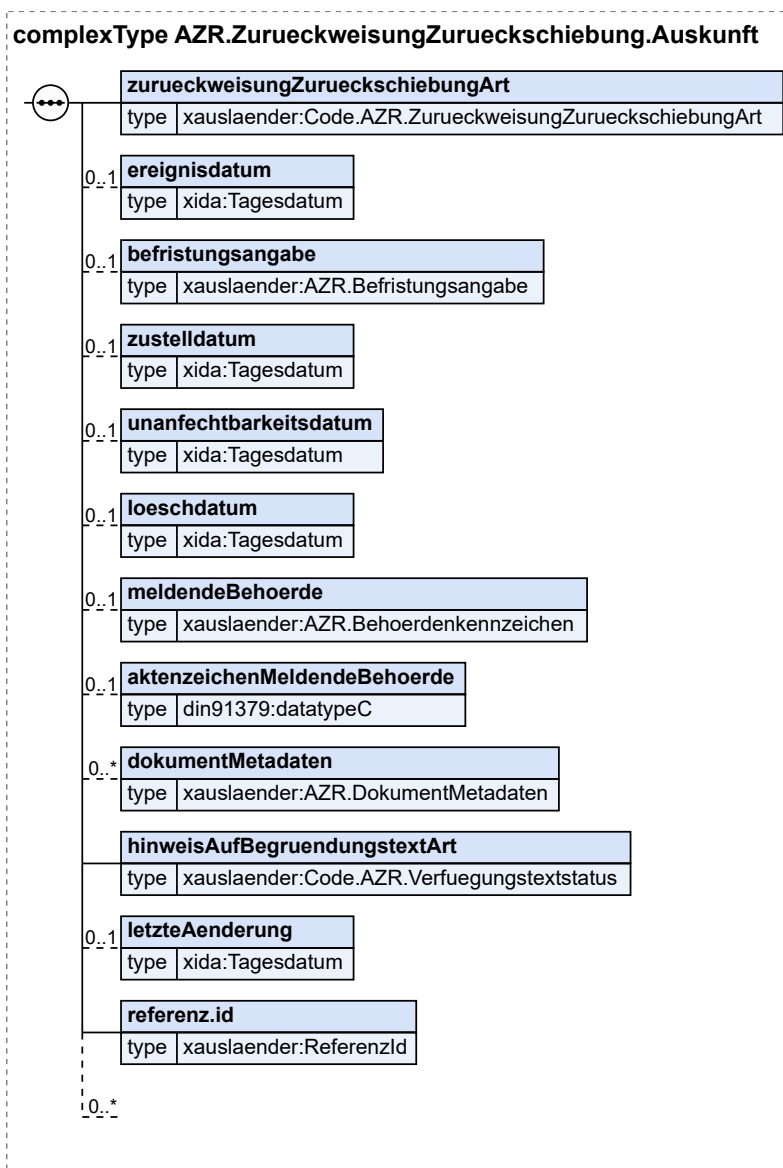 complexType AZR.ZurueckweisungZurueckschiebung.Auskunft
zurueckweisungZurueckschiebungArt
type xauslaender:Code.AZR.ZurueckweisungZurueckschiebungArt
0..1 ereignisdatum
type xida:Tagesdatum
0..1 befristungsangabe
type xauslaender:AZR.Befristungsangabe
0..1 zustelldatum
type xida:Tagesdatum
0..1 unanfechtbarkeitsdatum
type xida:Tagesdatum
0..1 loeschdatum
type xida:Tagesdatum
0..1 meldendeBehoerde
type xauslaender:AZR.Behoerdenkennzeichen
0..1 aktenzeichenMeldendeBehoerde
type din91379:datatypeC
0..* dokumentMetadaten
type xauslaender:AZR.DokumentMetadaten
hinweisAufBegruendungstextArt
type xauslaender:Code.AZR.Verfuegungstextstatus
0..1 letzteAenderung
type xida:Tagesdatum
referenz.id
type xauslaender:ReferenzId
0..*